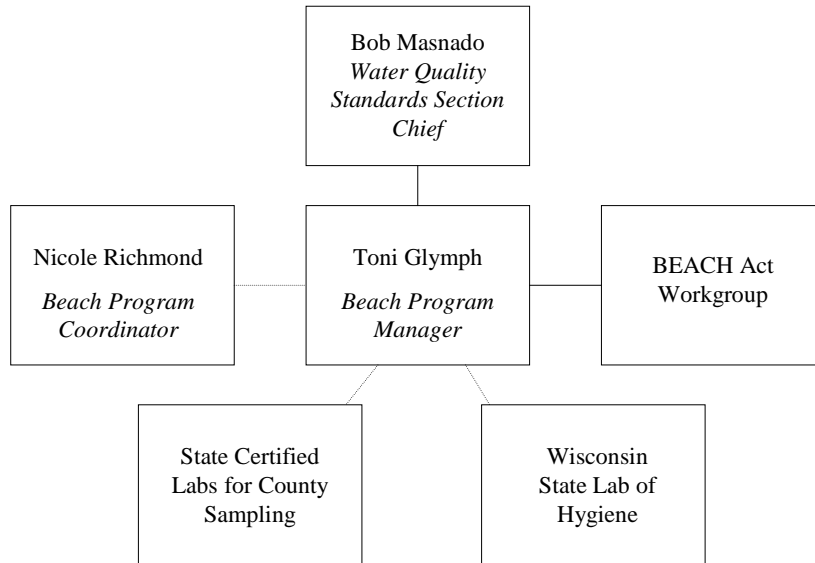 Bob Masnado
Water Quality
Standards Section
Chief
Nicole Richmond
Beach Program
Coordinator
Toni Glymph
Beach Program
Manager
BEACH Act
Workgroup
State Certified
Labs for County
Sampling
Wisconsin
State Lab of
Hygiene